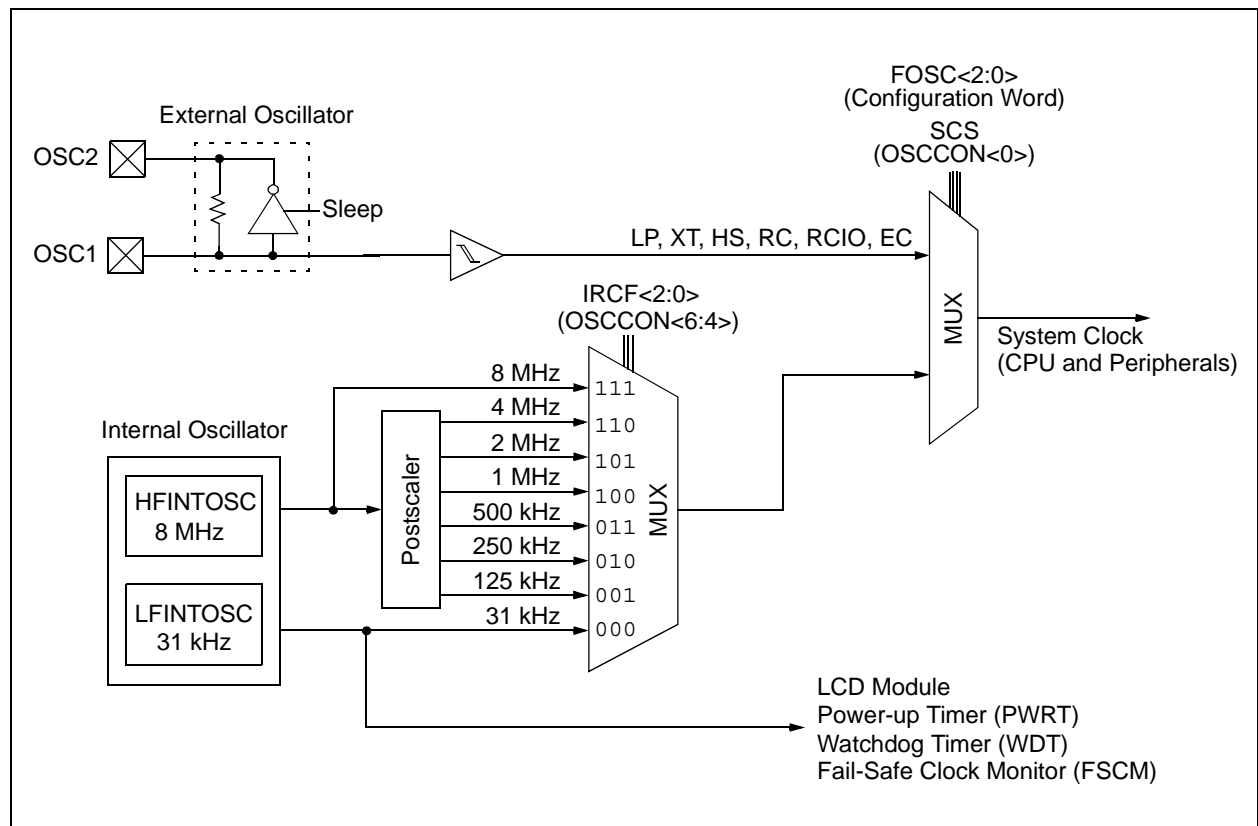 FOSC<2:0>
(Configuration Word)
SCS
(OSCCON<0>)
External Oscillator
OSC2
Sleep
OSC1
LP, XT, HS, RC, RCIO, EC
IRCF<2:0>
(OSCCON<6:4>)
MUX
System Clock
(CPU and Peripherals)
8 MHz
111
4 MHz
110
Internal Oscillator
2 MHz
101
HFINTOSC
8 MHz
Postscaler
1 MHz
100
MUX
500 kHz
011
250 kHz
010
125 kHz
001
LFINTOSC
31 kHz
31 kHz
000
LCD Module
Power-up Timer (PWRT)
Watchdog Timer (WDT)
Fail-Safe Clock Monitor (FSCM)